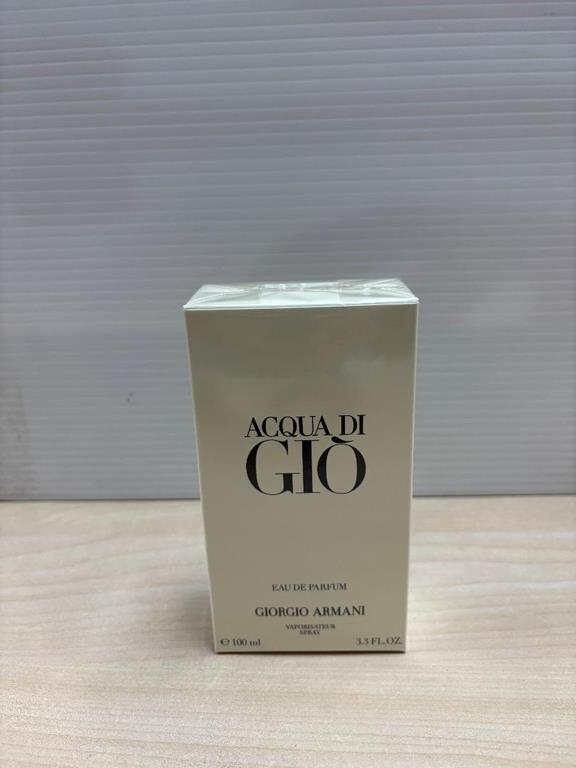 ACQUA DI
GIÒ
EAU DE PARFUM
GIORGIO ARMANI
VAPORISATEUR
SPRAY
℮ 100 ml 3.3 FL.OZ.